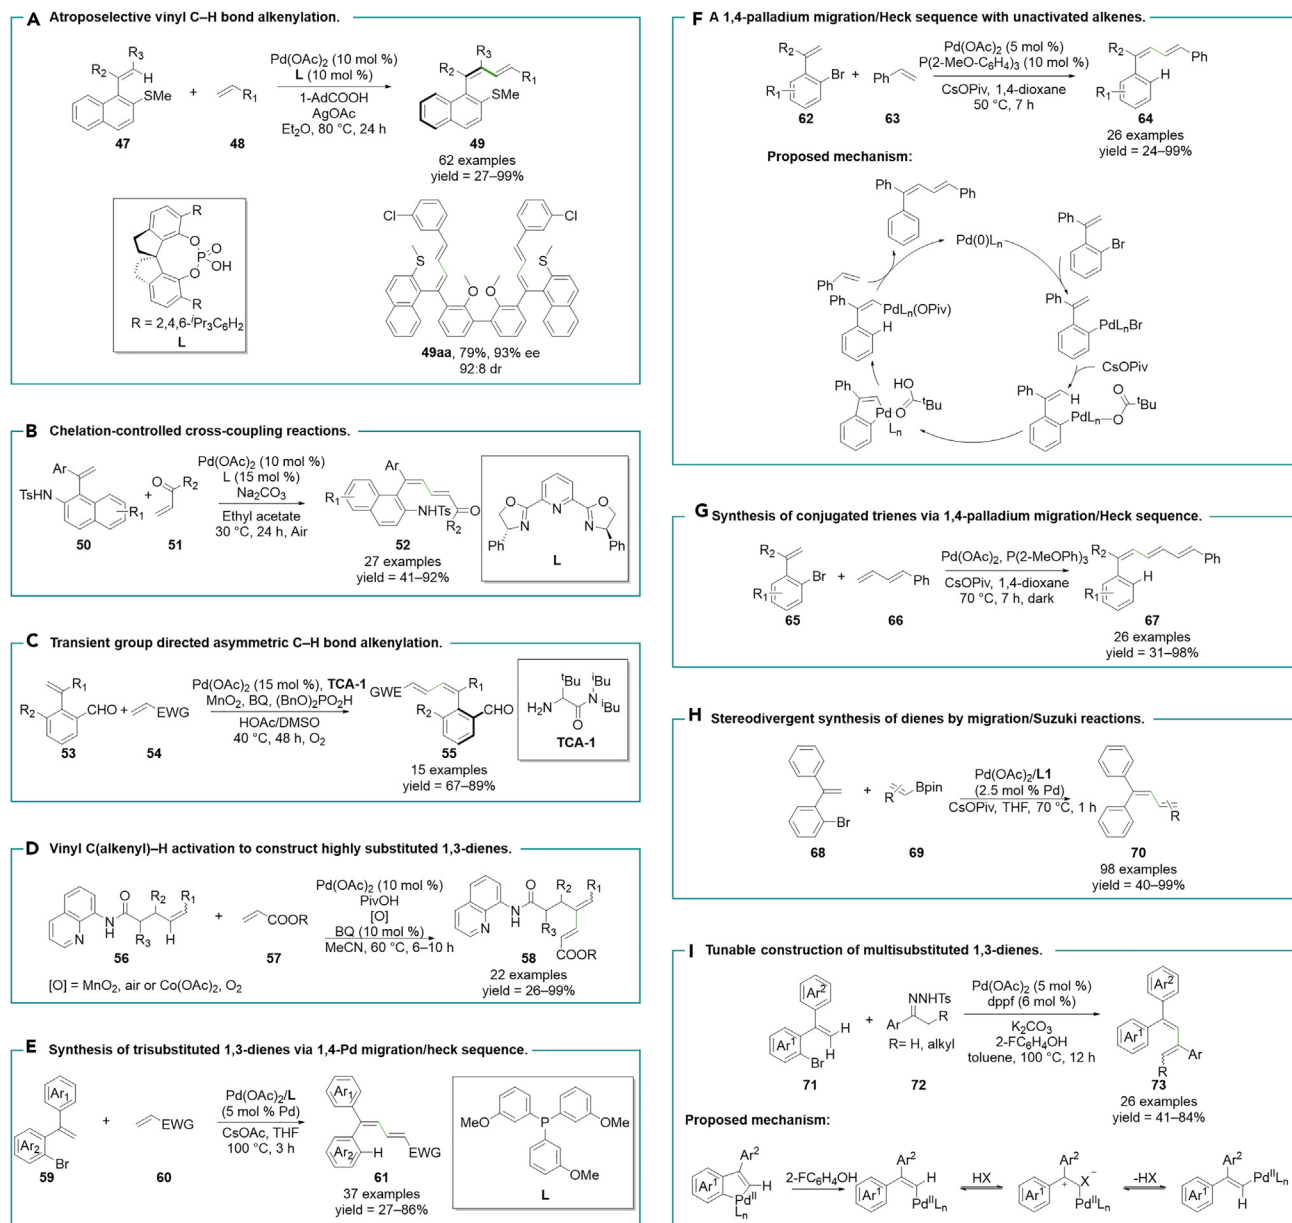 A Atroposelective vinyl C–H bond alkenylation.
R3
R2
H
SMe
47
+
R1
48
Pd(OAc)2 (10 mol %)
L (10 mol %)
1-AdCOOH
AgOAc
Et2O, 80 °C, 24 h
R3
R2
R1
SMe
49
62 examples
yield = 27–99%
R
O
O
P
O
OH
R
R = 2,4,6-iPr3C6H2
L
Cl
Cl
S
S
O
O
49aa, 79%, 93% ee
92:8 dr
B Chelation-controlled cross-coupling reactions.
Ar
TsHN
R1
50
+
O
R2
51
Pd(OAc)2 (10 mol %)
L (15 mol %)
Na2CO3
Ethyl acetate
30 °C, 24 h, Air
Ar
R1
NHTs
O
R2
52
27 examples
yield = 41–92%
O
N
N
N
O
Ph
Ph
L
C Transient group directed asymmetric C–H bond alkenylation.
R1
R2
CHO
53
+
EWG
54
Pd(OAc)2 (15 mol %), TCA-1
MnO2, BQ, (BnO)2PO2H
HOAc/DMSO
40 °C, 48 h, O2
GWE
R1
R2
CHO
55
15 examples
yield = 67–89%
tBu
iBu
H2N
N
iBu
O
TCA-1
D Vinyl C(alkenyl)–H activation to construct highly substituted 1,3-dienes.
O
R2
R1
N
H
R3
H
N
56
+
COOR
57
Pd(OAc)2 (10 mol %)
PivOH
[O]
BQ (10 mol %)
MeCN, 60 °C, 6–10 h
O
R2
R1
N
H
R3
N
COOR
58
22 examples
yield = 26–99%
[O] = MnO2, air or Co(OAc)2, O2
E Synthesis of trisubstituted 1,3-dienes via 1,4-Pd migration/heck sequence.
Ar1
Ar2
Br
59
+
EWG
60
Pd(OAc)2/L
(5 mol % Pd)
CsOAc, THF
100 °C, 3 h
Ar1
Ar2
H
EWG
61
37 examples
yield = 27–86%
MeO
P
OMe
OMe
L
F A 1,4-palladium migration/Heck sequence with unactivated alkenes.
R2
Br
R1
62
+
Ph
63
Pd(OAc)2 (5 mol %)
P(2-MeO-C6H4)3 (10 mol %)
CsOPiv, 1,4-dioxane
50 °C, 7 h
R2
Ph
H
R1
64
26 examples
yield = 24–99%
Proposed mechanism:
Ph
Ph
Pd(0)Ln
Ph
Br
Ph
Ph
PdLn(OPiv)
H
Ph
PdLnBr
CsOPiv
Ph
HO
tBu
Pd
O
Ln
Ph
H
O
tBu
PdLn
O
G Synthesis of conjugated trienes via 1,4-palladium migration/Heck sequence.
R2
Br
R1
65
+
Ph
66
Pd(OAc)2, P(2-MeOPh)3
CsOPiv, 1,4-dioxane
70 °C, 7 h, dark
R2
Ph
H
R1
67
26 examples
yield = 31–98%
H Stereodivergent synthesis of dienes by migration/Suzuki reactions.
Br
68
+
R
Bpin
69
Pd(OAc)2/L1
(2.5 mol % Pd)
CsOPiv, THF, 70 °C, 1 h
R
70
98 examples
yield = 40–99%
I Tunable construction of multisubstituted 1,3-dienes.
Ar2
Ar1
H
H
Br
71
+
NNHTs
Ar
R
R= H, alkyl
72
Pd(OAc)2 (5 mol %)
dppf (6 mol %)
K2CO3
2-FC6H4OH
toluene, 100 °C, 12 h
Ar2
Ar1
Ar
R
73
26 examples
yield = 41–84%
Proposed mechanism:
Ar2
Ar1
H
PdII
Ln
2-FC6H4OH
Ar2
H
Ar1
PdIILn
HX
Ar2
Ar1
+
X
−
PdIILn
-HX
Ar2
PdIILn
Ar1
H